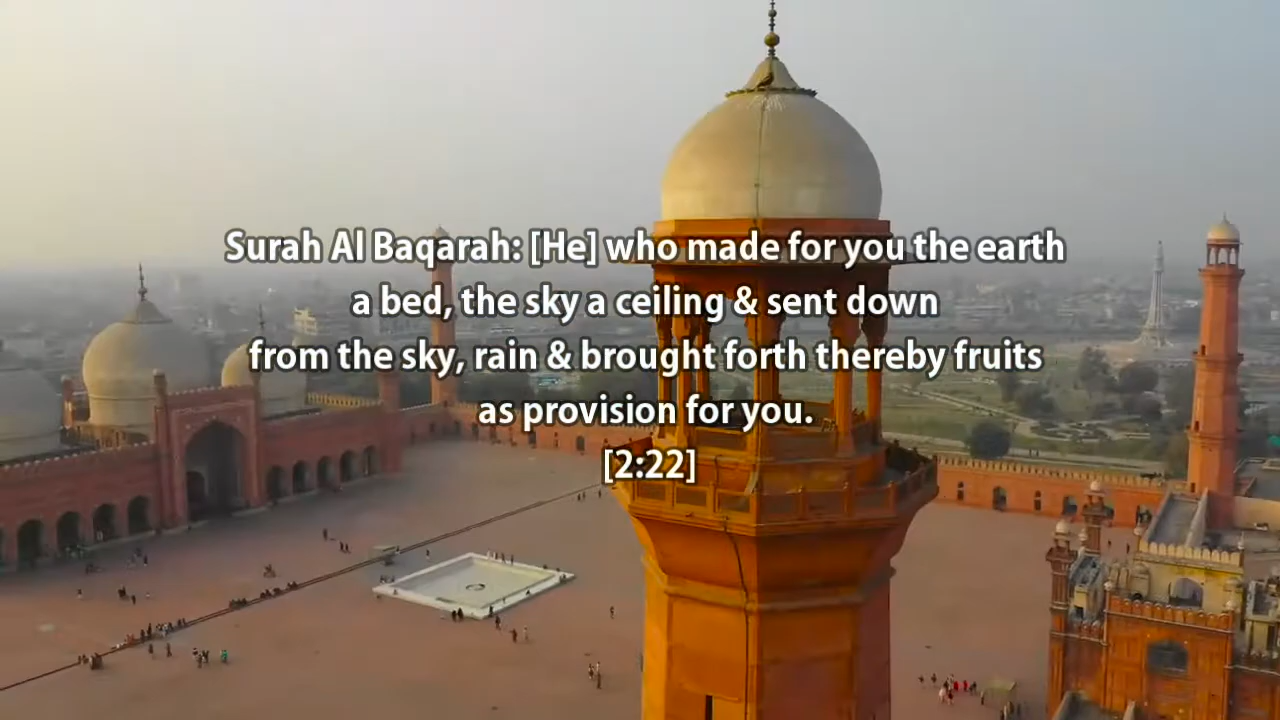 Surah Al Baqarah: [He] who made for you the earth
a bed, the sky a ceiling & sent down
from the sky, rain & brought forth thereby fruits
as provision for you.
[2:22]